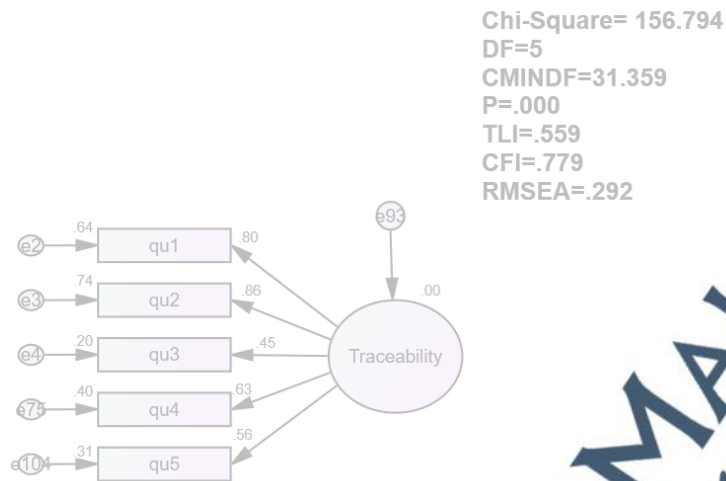 Chi-Square= 156.794
DF=5
CMINDF=31.359
P=.000
TLI=.559
CFI=.779
RMSEA=.292
e93
.64
.80
e2
qu1
.74
.86
.00
e3
qu2
.20
.45
e4
qu3
Traceability
.40
.63
e75
qu4
.56
.31
e104
qu5
MA